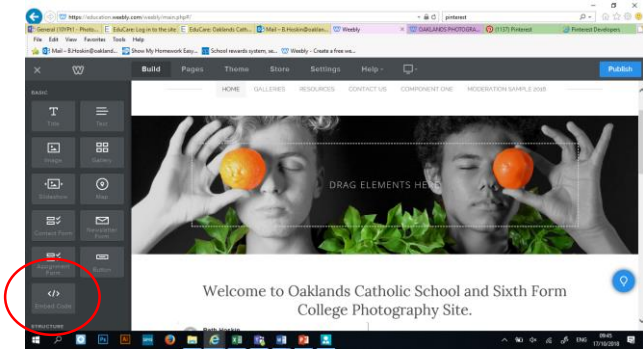 https://education.weebly.com/weebly/main.php#/
pinterest
General (10YPr) - Photo...
EduCare: Log in to the site
EduCare: Oaklands Cath...
Mail – B.Hoskin@oaklan...
Weebly
OAKLANDS PHOTOGRA...
(1137) Pinterest
Pinterest Developers
File Edit View Favorites Tools Help
Mail – B.Hoskin@oakland...
Show My Homework Easy...
School rewards system, se...
Weebly - Create a free we...
Build Pages Theme Store Settings Help Publish
BASIC
HOME GALLERIES RESOURCES CONTACT US COMPONENT ONE MODERATION SAMPLE 2018
Title Text
Image Gallery
DRAG ELEMENTS HERE
Slideshow Map
Contact Form Newsletter Form
Assignment Form Button
Embed Code
Welcome to Oaklands Catholic School and Sixth Form
College Photography Site.
STRUCTURE
Beth Hoskin
ENG
09:45
17/10/2018